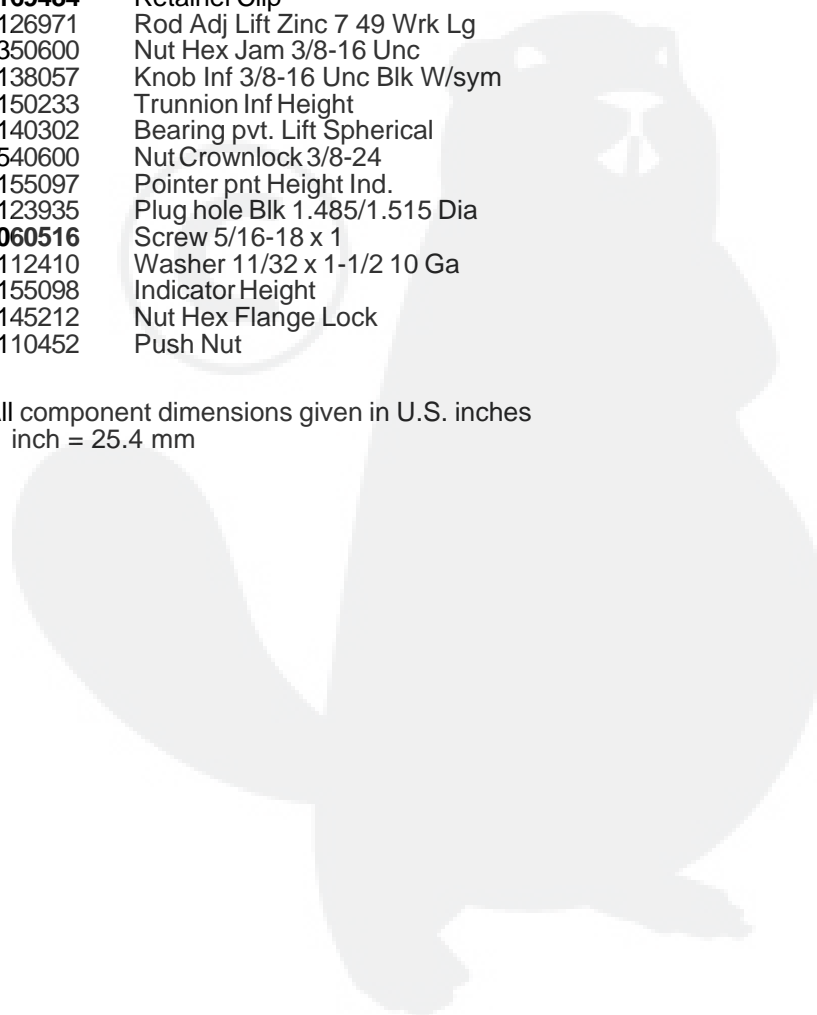 Retainer Clip
126971 Rod Adj Lift Zinc 7 49 Wrk Lg
350600 Nut Hex Jam 3/8-16 Unc
138057 Knob Inf 3/8-16 Unc Blk W/sym
150233 Trunnion Inf Height
140302 Bearing pvt. Lift Spherical
540600 Nut Crownlock 3/8-24
155097 Pointer pnt Height Ind.
123935 Plug hole Blk 1.485/1.515 Dia
060516 Screw 5/16-18 x 1
112410 Washer 11/32 x 1-1/2 10 Ga
155098 Indicator Height
145212 Nut Hex Flange Lock
110452 Push Nut
ll component dimensions given in U.S. inches
inch = 25.4 mm